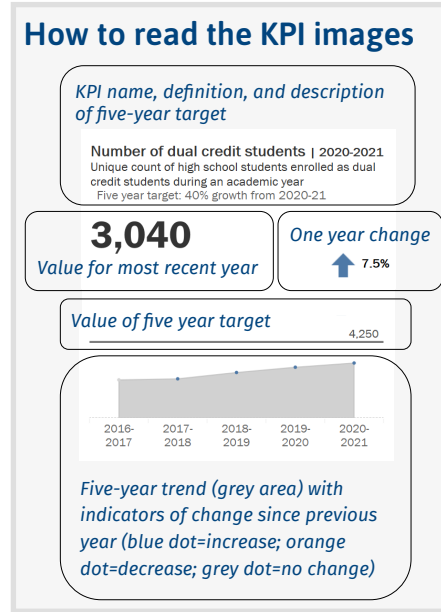 How to read the KPI images
KPI name, definition, and description
of five-year target
Number of dual credit students | 2020-2021
Unique count of high school students enrolled as dual
credit students during an academic year
Five year target: 40% growth from 2020-21
3,040
Value for most recent year
One year change
7.5%
Value of five year target
4,250
2016-
2017
2017-
2018
2018-
2019
2019-
2020
2020-
2021
Five-year trend (grey area) with
indicators of change since previous
year (blue dot=increase; orange
dot=decrease; grey dot=no change)